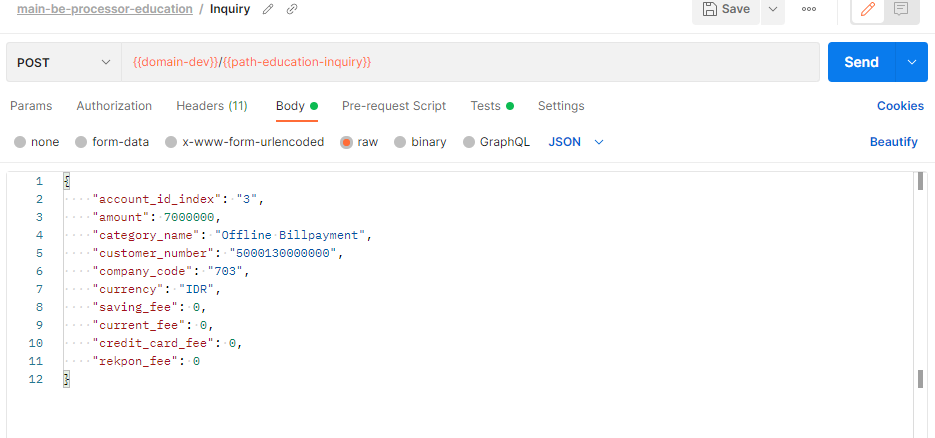 main-be-processor-education / Inquiry
Save
POST {{domain-dev}}/{{path-education-inquiry}} Send
Params Authorization Headers (11) Body Pre-request Script Tests Settings Cookies
none form-data x-www-form-urlencoded raw binary GraphQL JSON Beautify
1 {
2 "account_id_index": "3",
3 "amount": 7000000,
4 "category_name": "Offline Billpayment",
5 "customer_number": "5000130000000",
6 "company_code": "703",
7 "currency": "IDR",
8 "saving_fee": 0,
9 "current_fee": 0,
10 "credit_card_fee": 0,
11 "rekpon_fee": 0
12 }